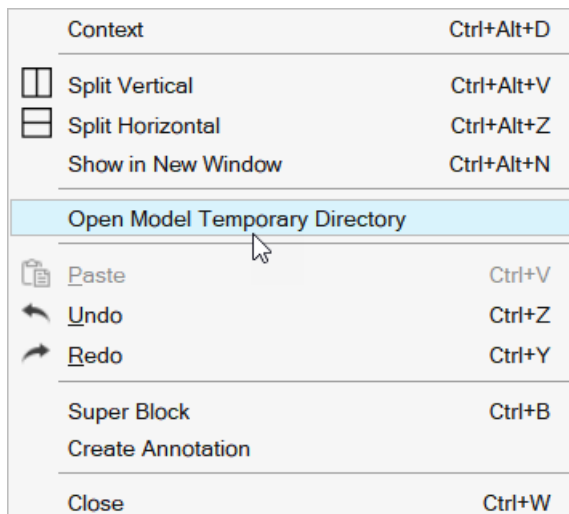 Context Ctrl+Alt+D
Split Vertical Ctrl+Alt+V
Split Horizontal Ctrl+Alt+Z
Show in New Window Ctrl+Alt+N
Open Model Temporary Directory
Paste Ctrl+V
Undo Ctrl+Z
Redo Ctrl+Y
Super Block Ctrl+B
Create Annotation
Close Ctrl+W